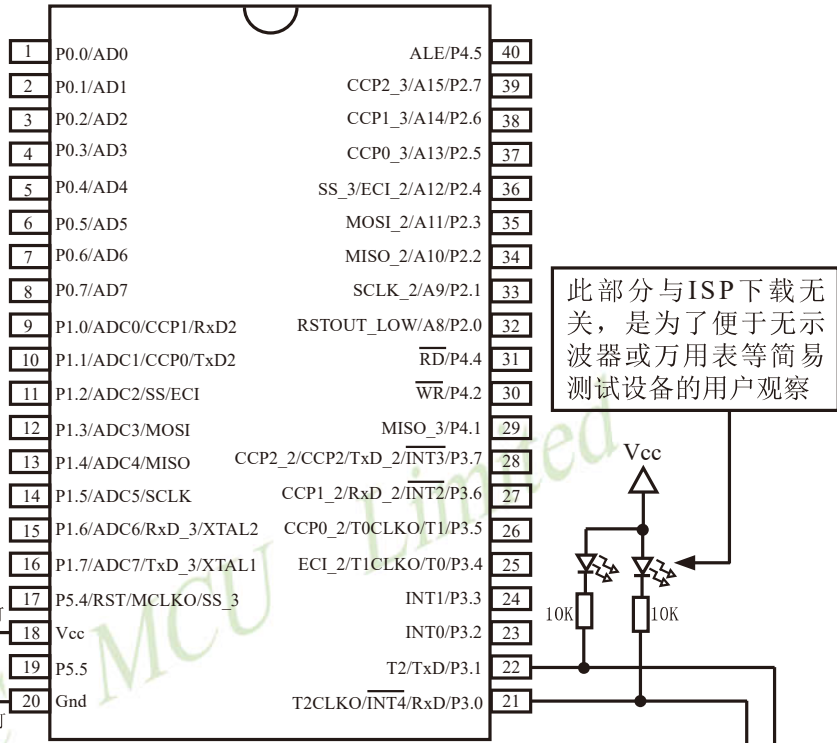 1 P0.0/AD0 ALE/P4.5 40
2 P0.1/AD1 CCP2_3/A15/P2.7 39
3 P0.2/AD2 CCP1_3/A14/P2.6 38
4 P0.3/AD3 CCP0_3/A13/P2.5 37
5 P0.4/AD4 SS_3/ECI_2/A12/P2.4 36
6 P0.5/AD5 MOSI_2/A11/P2.3 35
7 P0.6/AD6 MISO_2/A10/P2.2 34
8 P0.7/AD7 SCLK_2/A9/P2.1 33
9 P1.0/ADC0/CCP1/RxD2 RSTOUT_LOW/A8/P2.0 32
10 P1.1/ADC1/CCP0/TxD2 RD/P4.4 31
11 P1.2/ADC2/SS/ECI WR/P4.2 30
12 P1.3/ADC3/MOSI MISO_3/P4.1 29
13 P1.4/ADC4/MISO CCP2_2/CCP2/TxD_2/INT3/P3.7 28
14 P1.5/ADC5/SCLK CCP1_2/RxD_2/INT2/P3.6 27
15 P1.6/ADC6/RxD_3/XTAL2 CCP0_2/T0CLKO/T1/P3.5 26
16 P1.7/ADC7/TxD_3/XTAL1 ECI_2/T1CLKO/T0/P3.4 25
17 P5.4/RST/MCLKO/SS_3 INT1/P3.3 24
18 Vcc INT0/P3.2 23
19 P5.5 T2/TxD/P3.1 22
20 Gnd T2CLKO/INT4/RxD/P3.0 21
此部分与ISP下载无
关，是为了便于无示
波器或万用表等简易
测试设备的用户观察
Vcc
10K 10K
MCU Limited